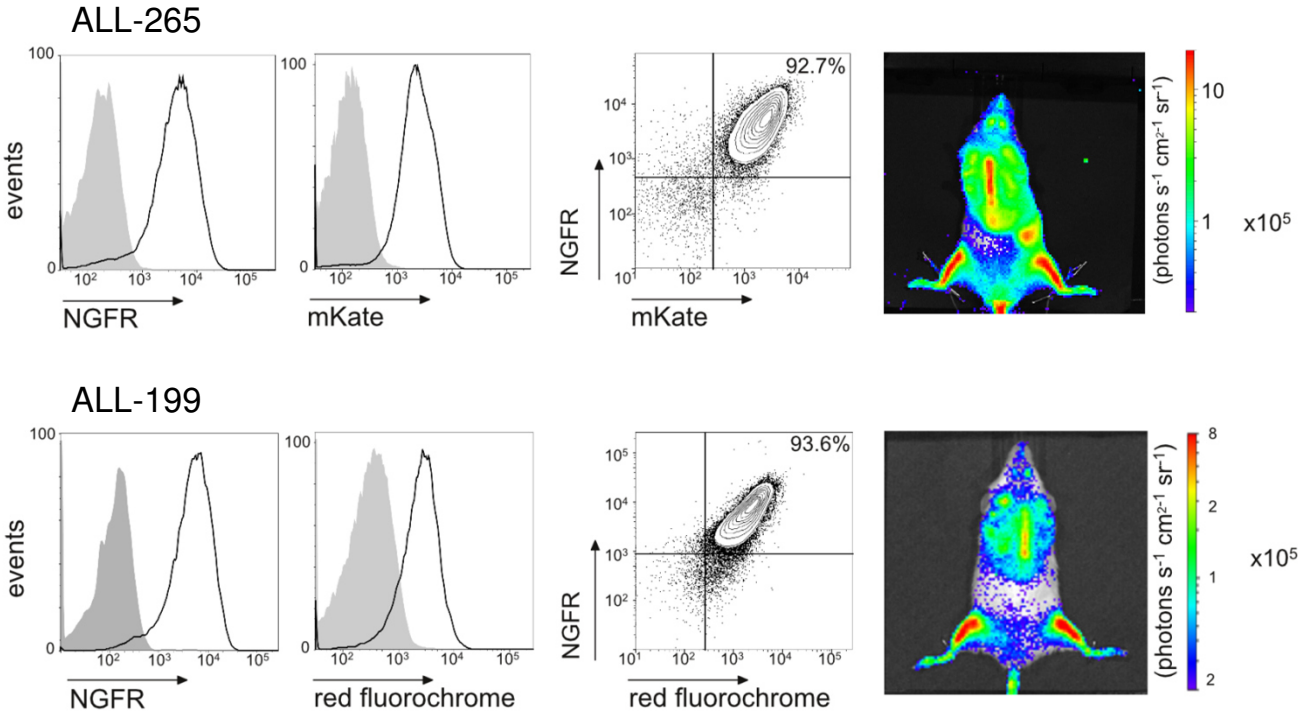 ALL-265
100
events
0
10² 10³ 10⁴ 10⁵
NGFR
100
0
10² 10³ 10⁴ 10⁵
mKate
92.7%
10⁴
10³
10²
NGFR
10¹ 10² 10³ 10⁴
mKate
10
1
x10⁵
(photons s⁻¹ cm²⁻¹ sr⁻¹)
ALL-199
100
events
0
10² 10³ 10⁴ 10⁵
NGFR
100
0
10² 10³ 10⁴ 10⁵
red fluorochrome
93.6%
10⁵
10⁴
10³
10²
NGFR
10¹ 10² 10³ 10⁴ 10⁵
red fluorochrome
8
2
1
2
x10⁵
(photons s⁻¹ cm²⁻¹ sr⁻¹)